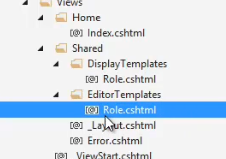 Views
Home
[@] Index.cshtml
Shared
DisplayTemplates
[@] Role.cshtml
EditorTemplates
[@] Role.cshtml
[@] _Layout.cshtml
[@] Error.cshtml
[@] _ViewStart.cshtml